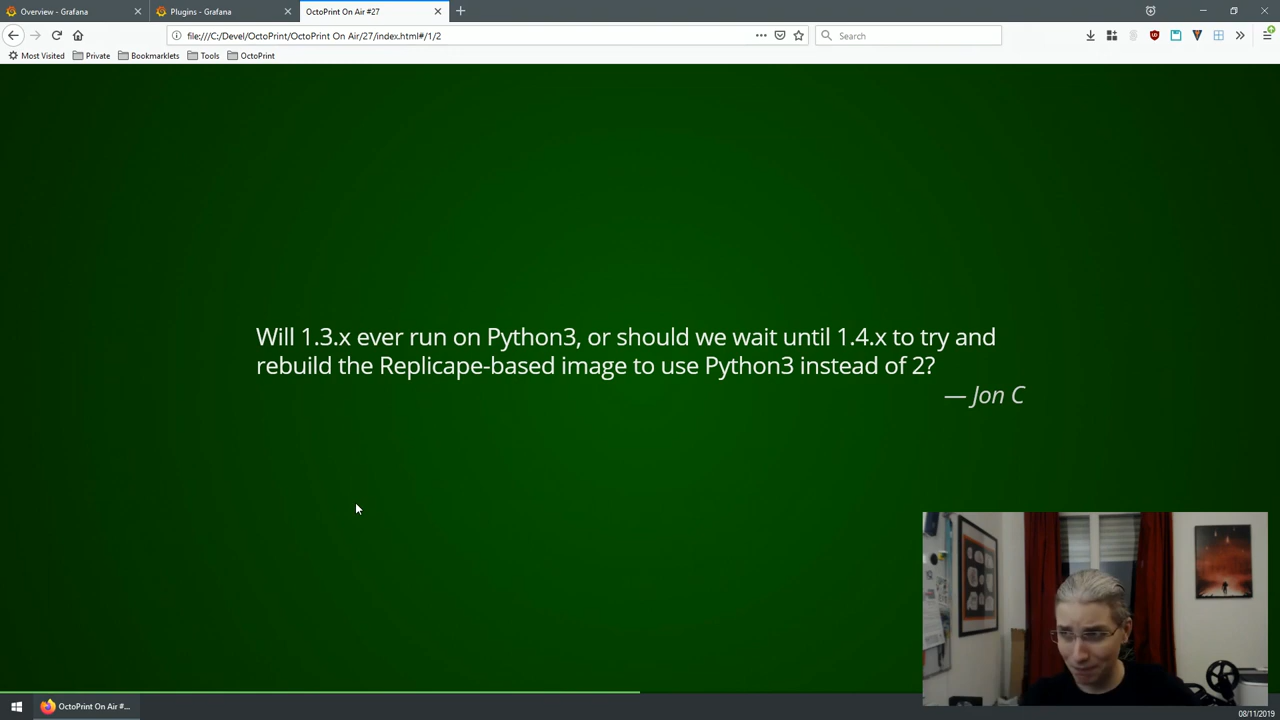 Overview - Grafana
Plugins - Grafana
OctoPrint On Air #27
file:///C:/Devel/OctoPrint/OctoPrint On Air/27/index.html#/1/2
Search
Most Visited
Private
Bookmarklets
Tools
OctoPrint
Will 1.3.x ever run on Python3, or should we wait until 1.4.x to try and
rebuild the Replicape-based image to use Python3 instead of 2?
— Jon C
OctoPrint On Air #...
08/11/2019